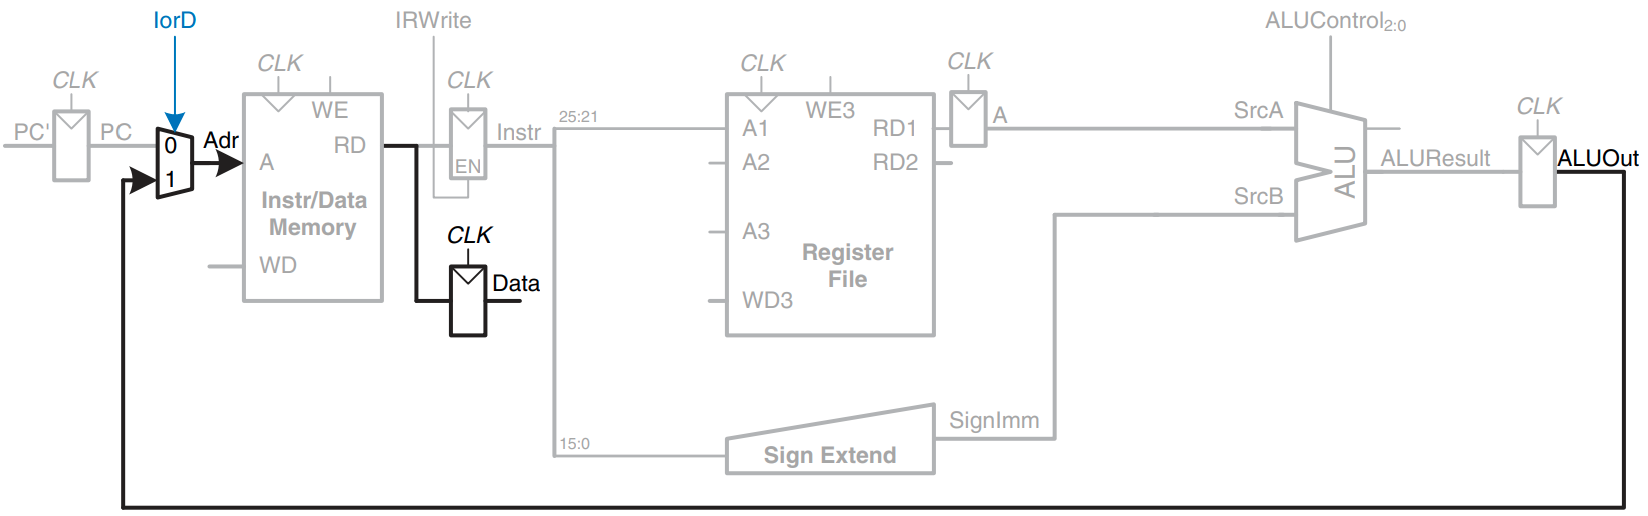 IorD
IRWrite
ALUControl2:0
CLK
CLK
CLK
CLK
CLK
CLK
PC'
PC
0
1
Adr
WE
RD
A
Instr/Data
Memory
WD
EN
Instr
CLK
Data
25:21
15:0
WE3
A1
RD1
A2
RD2
A3
WD3
Register
File
A
SrcA
SrcB
ALU
ALUResult
ALUOut
SignImm
Sign Extend